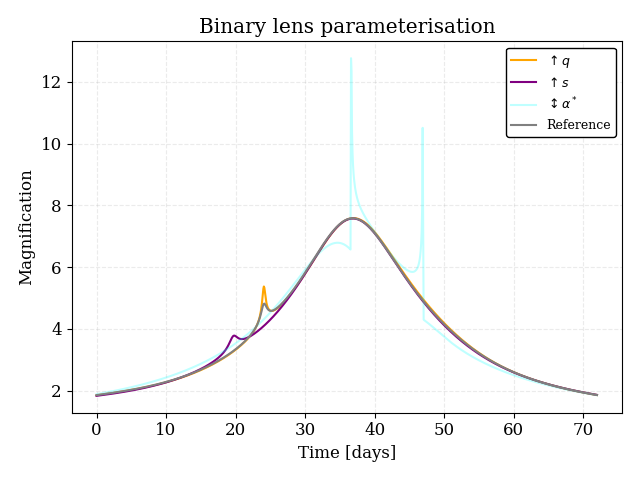 Binary lens parameterisation
↑ q
↑ s
↕ α*
Reference
Magnification
12
10
8
6
4
2
0 10 20 30 40 50 60 70
Time [days]